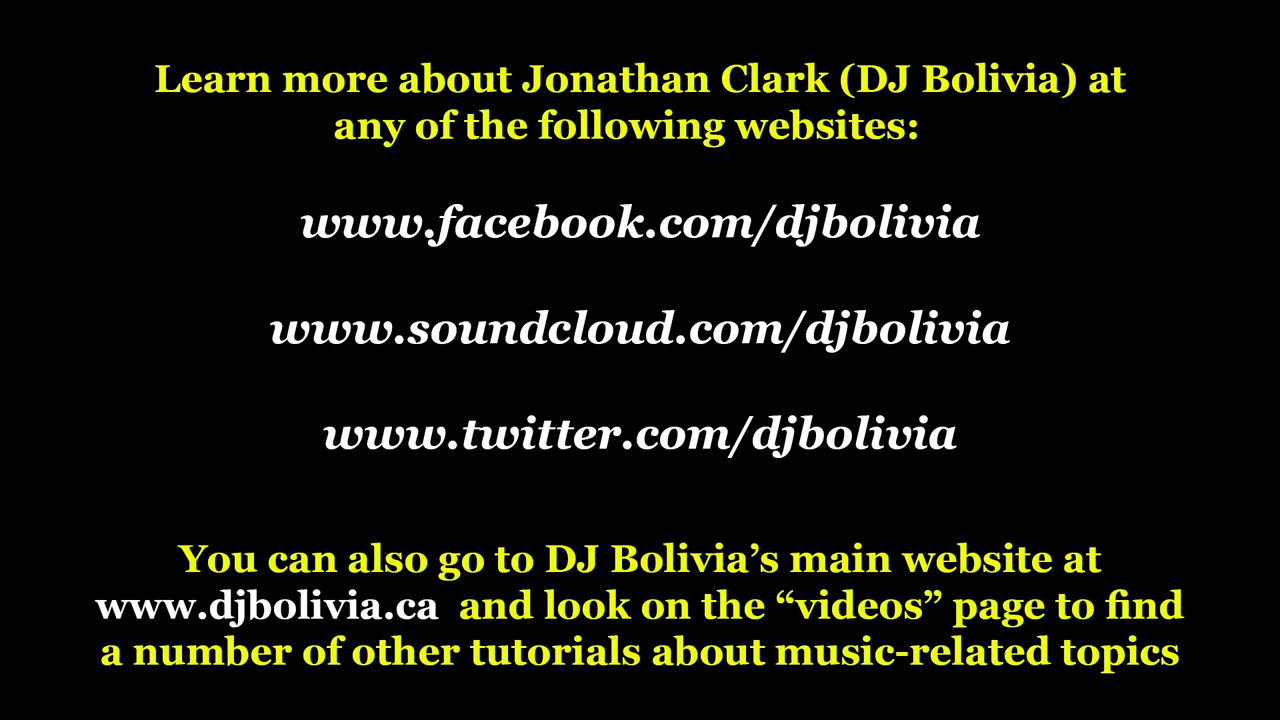 Learn more about Jonathan Clark (DJ Bolivia) at
any of the following websites:
www.facebook.com/djbolivia
www.soundcloud.com/djbolivia
www.twitter.com/djbolivia
You can also go to DJ Bolivia’s main website at
www.djbolivia.ca and look on the “videos” page to find
a number of other tutorials about music-related topics